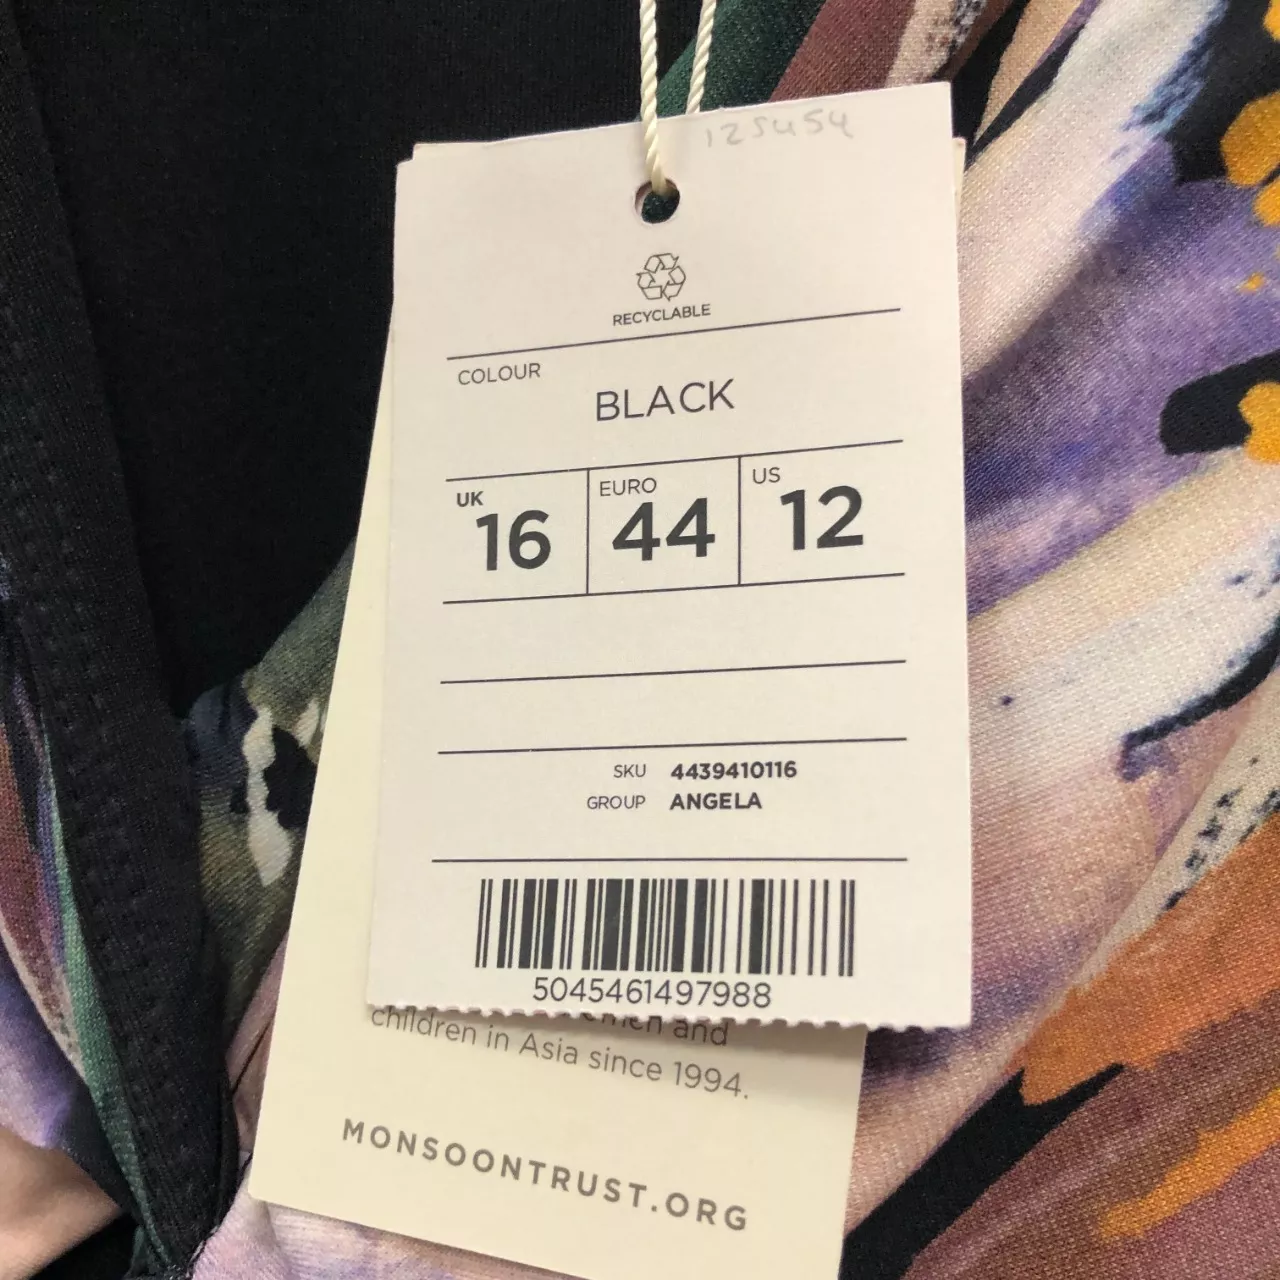 125454
RECYCLABLE
COLOUR
BLACK
UK
16
EURO
44
US
12
SKU 4439410116
GROUP ANGELA
5045461497988
and
children in Asia since 1994.
MONSOONTRUST.ORG